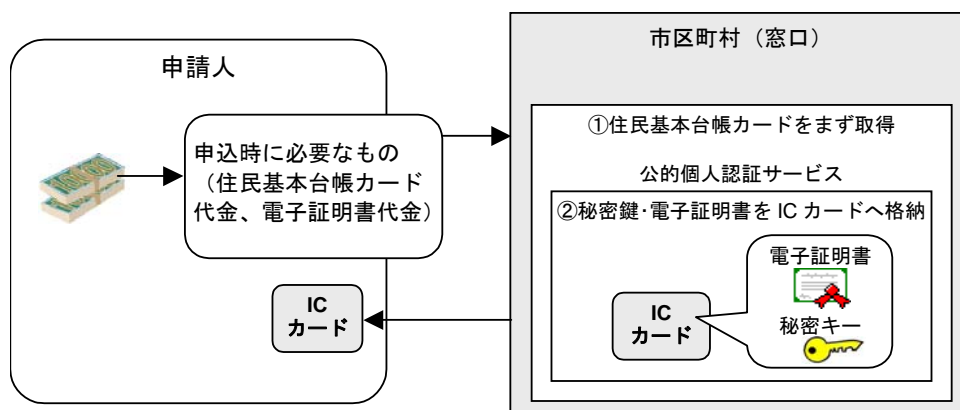 申請人
申込時に必要なもの
（住民基本台帳カード
代金、電子証明書代金）
IC
カード
市区町村（窓口）
①住民基本台帳カードをまず取得
公的個人認証サービス
②秘密鍵・電子証明書を IC カードへ格納
電子証明書
秘密キー
IC
カード